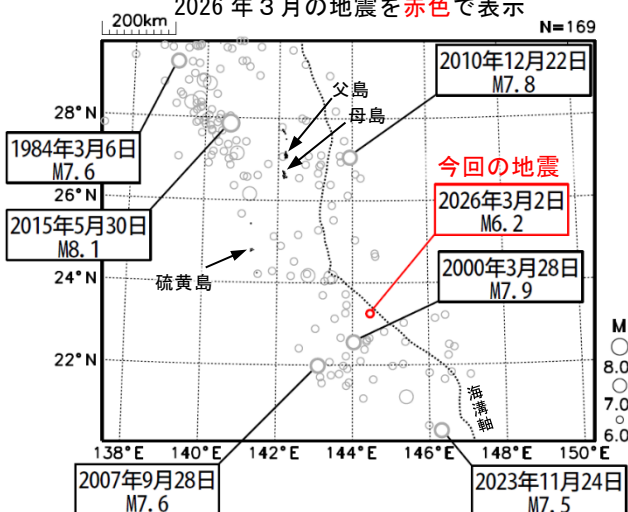 2026年３月の地震を赤色で表示
200km
N=169
2010年12月22日
M7.8
父島
母島
28°N
1984年3月6日
M7.6
今回の地震
2026年3月2日
M6.2
26°N
2015年5月30日
M8.1
2000年3月28日
M7.9
硫黄島
24°N
M
8.0
7.0
6.0
22°N
海溝軸
138°E
140°E
142°E
144°E
146°E
148°E
150°E
2007年9月28日
M7.6
2023年11月24日
M7.5